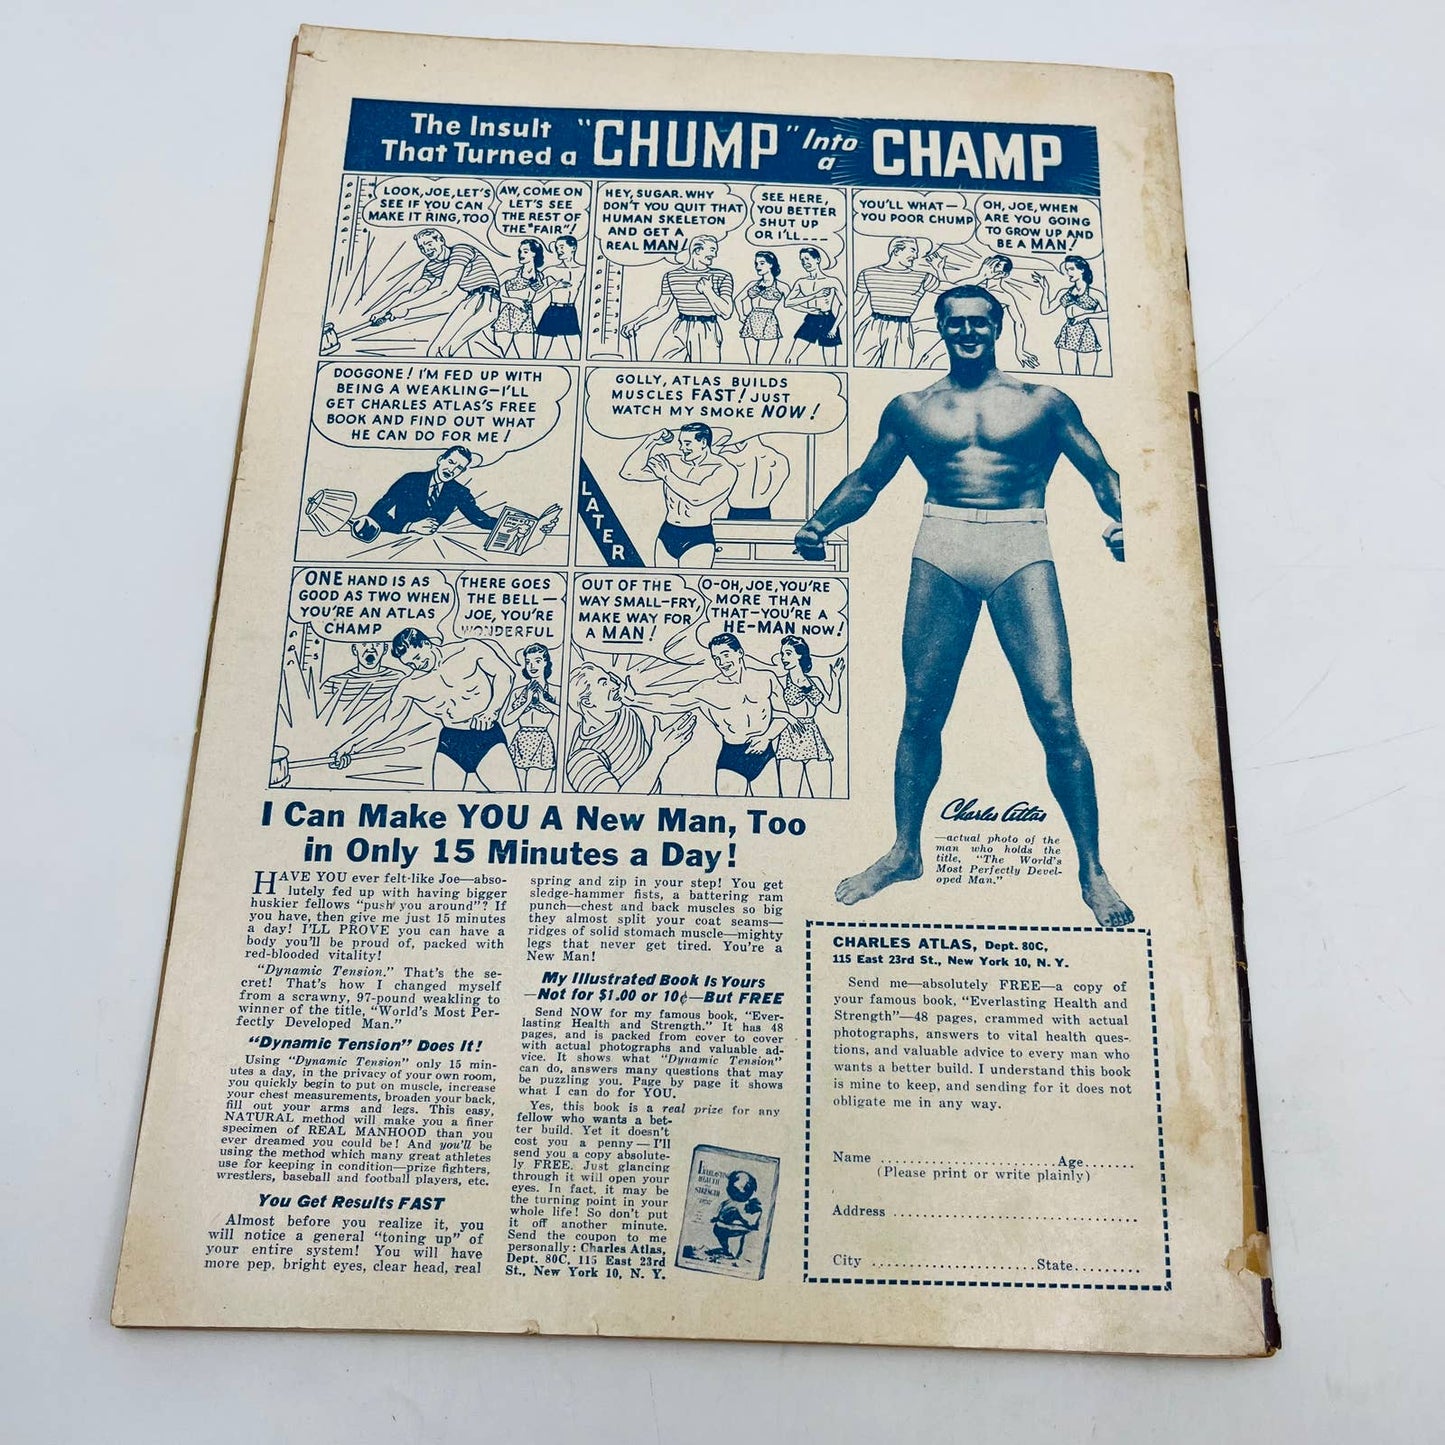 The Insult
That Turned a
"CHUMP"
Into
a
CHAMP
LOOK, JOE, LET'S
SEE IF YOU CAN
MAKE IT RING, TOO
AW, COME ON
LET'S SEE
THE REST OF
THE "FAIR"!
HEY, SUGAR. WHY
DON'T YOU QUIT THAT
HUMAN SKELETON
AND GET A
REAL MAN!
SEE HERE,
YOU BETTER
SHUT UP
OR I'LL---
YOU'LL WHAT—
YOU POOR CHUMP
OH, JOE, WHEN
ARE YOU GOING
TO GROW UP AND
BE A MAN!
DOGGONE! I'M FED UP WITH
BEING A WEAKLING—I'LL
GET CHARLES ATLAS'S FREE
BOOK AND FIND OUT WHAT
HE CAN DO FOR ME!
LATER
GOLLY, ATLAS BUILDS
MUSCLES FAST! JUST
WATCH MY SMOKE NOW!
ONE HAND IS AS
GOOD AS TWO WHEN
YOU'RE AN ATLAS
CHAMP
THERE GOES
THE BELL—
JOE, YOU'RE
WONDERFUL
OUT OF THE
WAY SMALL-FRY,
MAKE WAY FOR
A MAN!
O-OH, JOE, YOU'RE
MORE THAN
THAT—YOU'RE A
HE-MAN NOW!
Charles Atlas
—actual photo of the
man who holds the
title, "The World's
Most Perfectly Devel-
oped Man."
I Can Make YOU A New Man, Too
in Only 15 Minutes a Day!
HAVE YOU ever felt like Joe—abso-
lutely fed up with having bigger
huskier fellows "push you around"? If
you have, then give me just 15 minutes
a day! I'LL PROVE you can have a
body you'll be proud of, packed with
red-blooded vitality!
"Dynamic Tension." That's the se-
cret! That's how I changed myself
from a scrawny, 97-pound weakling to
winner of the title, "World's Most Per-
fectly Developed Man."
"Dynamic Tension" Does It!
Using "Dynamic Tension" only 15 min-
utes a day, in the privacy of your own room,
you quickly begin to put on muscle, increase
your chest measurements, broaden your back,
fill out your arms and legs. This easy,
NATURAL method will make you a finer
specimen of REAL MANHOOD than you
ever dreamed you could be! And you'll be
using the method which many great athletes
use for keeping in condition—prize fighters,
wrestlers, baseball and football players, etc.
You Get Results FAST
Almost before you realize it, you
will notice a general "toning up" of
your entire system! You will have
more pep, bright eyes, clear head, real
spring and zip in your step! You get
sledge-hammer fists, a battering ram
punch—chest and back muscles so big
they almost split your coat seams—
ridges of solid stomach muscle—mighty
legs that never get tired. You're a
New Man!
My Illustrated Book Is Yours
—Not for $1.00 or 10¢—But FREE
Send NOW for my famous book, "Ever-
lasting Health and Strength." It has 48
pages, and is packed from cover to cover
with actual photographs and valuable ad-
vice. It shows what "Dynamic Tension"
can do, answers many questions that may
be puzzling you. Page by page it shows
what I can do for YOU.
Yes, this book is a real prize for any
fellow who wants a bet-
ter build. Yet it doesn't
cost you a penny—I'll
send you a copy absolute-
ly FREE. Just glancing
through it will open your
eyes. In fact, it may be
the turning point in your
whole life! So don't put
it off another minute.
Send the coupon to me
personally: Charles Atlas,
Dept. 80C, 115 East 23rd
St., New York 10, N. Y.
EVERLASTING
HEALTH
AND
STRENGTH
CHARLES ATLAS, Dept. 80C,
115 East 23rd St., New York 10, N. Y.
Send me—absolutely FREE—a copy of
your famous book, "Everlasting Health and
Strength"—48 pages, crammed with actual
photographs, answers to vital health ques-
tions, and valuable advice to every man who
wants a better build. I understand this book
is mine to keep, and sending for it does not
obligate me in any way.
Name ........................Age.......
(Please print or write plainly)
Address .................................
City .......................State.........